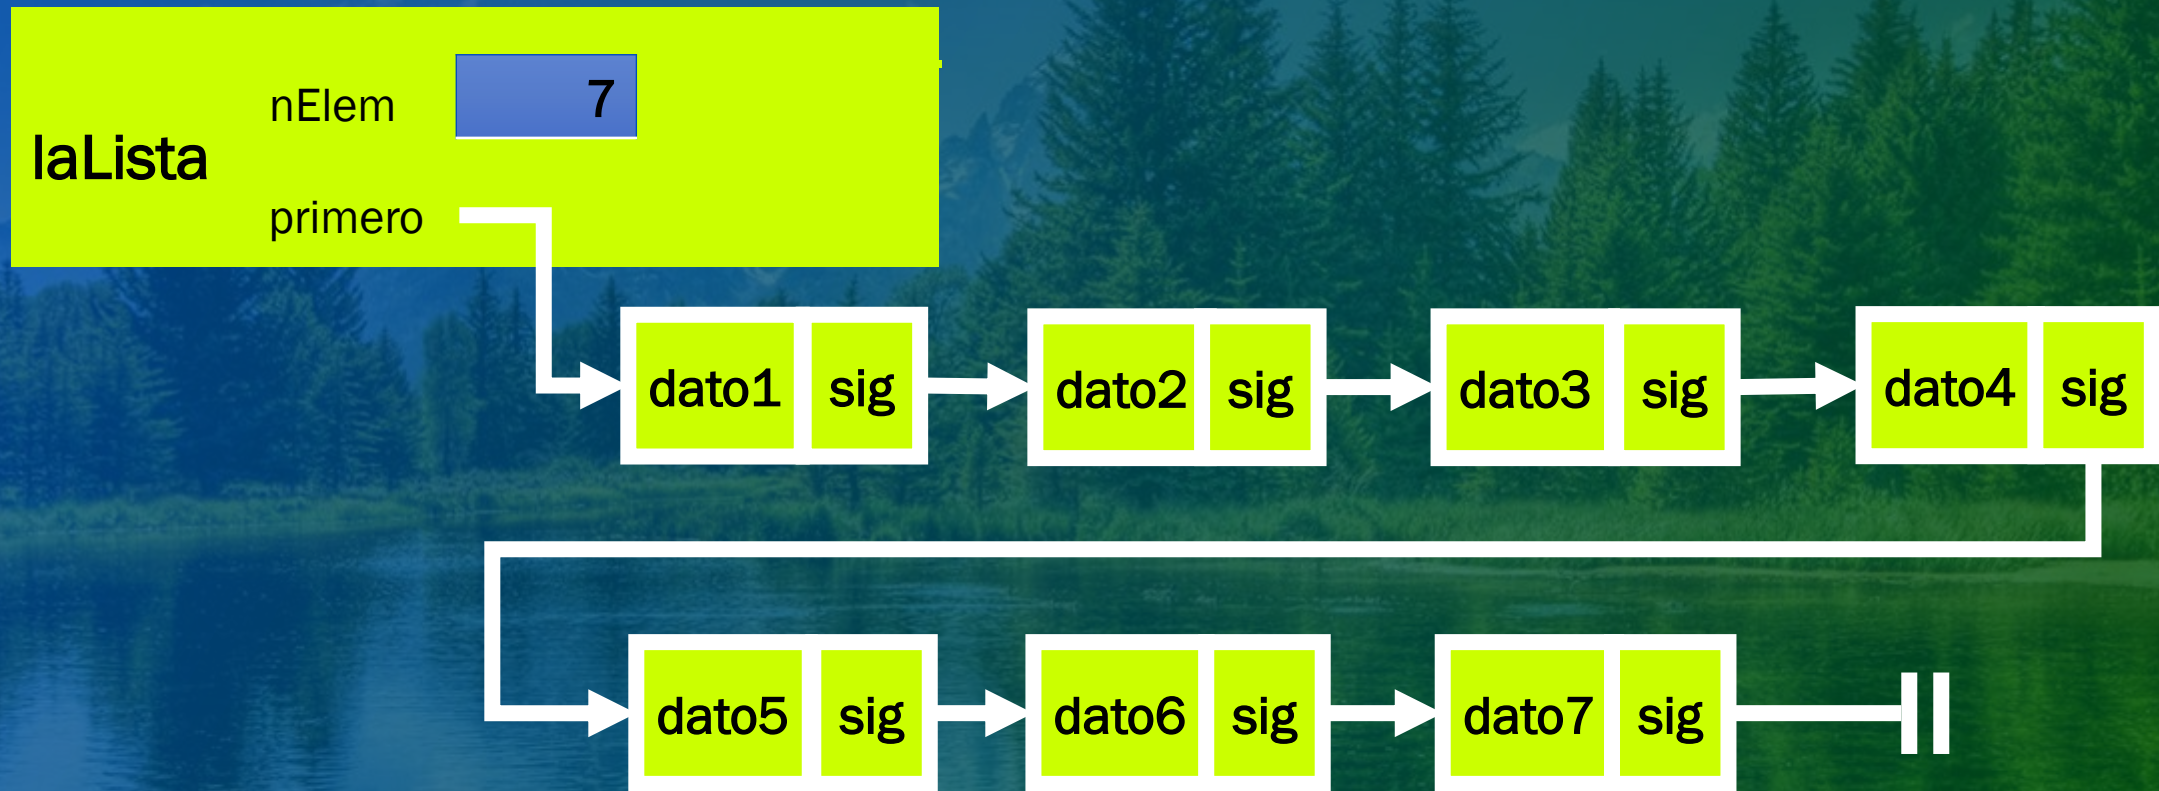 nElem 7
laLista
primero
dato1 sig dato2 sig dato3 sig dato4 sig
dato5 sig dato6 sig dato7 sig